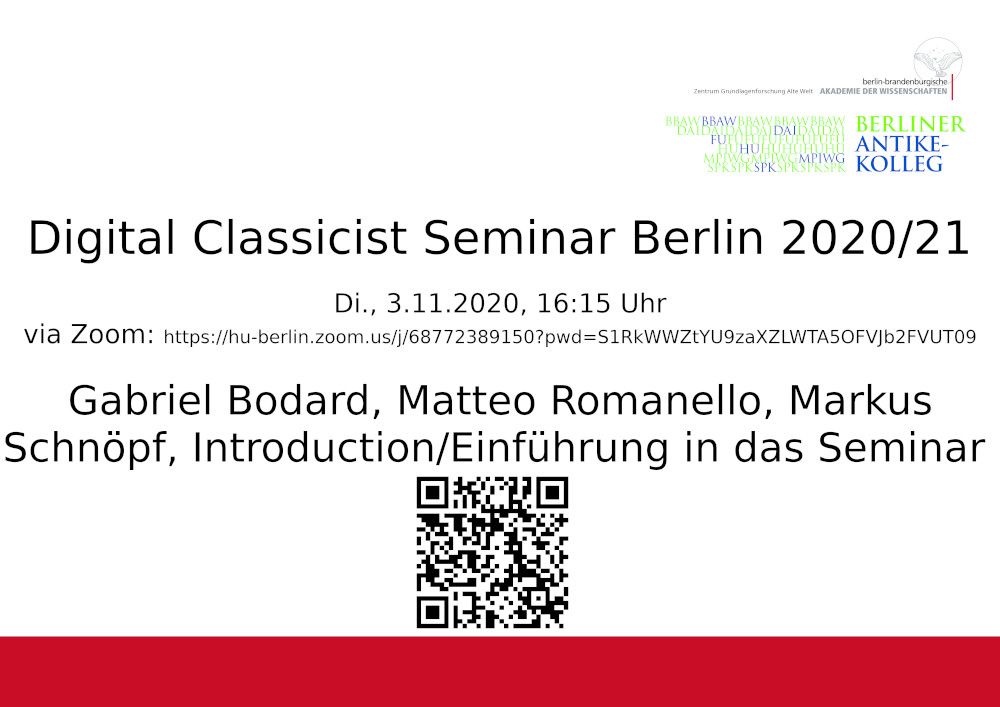 berlin-brandenburgische
Zentrum Grundlagenforschung Alte Welt AKADEMIE DER WISSENSCHAFTEN
BBAWBBAWBBAWBBAWBBAW
DAIDAIDAIDAIDAIDAIDAI
FUFUFUFUFUFUFUFU
HUHUHUHUHUHUHU
MPIWGMPIWGMPIWG
SPKSPKSPKSPKSPKSPK
BERLINER
ANTIKE-
KOLLEG
Digital Classicist Seminar Berlin 2020/21
Di., 3.11.2020, 16:15 Uhr
via Zoom: https://hu-berlin.zoom.us/j/68772389150?pwd=S1RkWWZtYU9zaXZLWTA5OFVJb2FVUT09
Gabriel Bodard, Matteo Romanello, Markus
Schnöpf, Introduction/Einführung in das Seminar